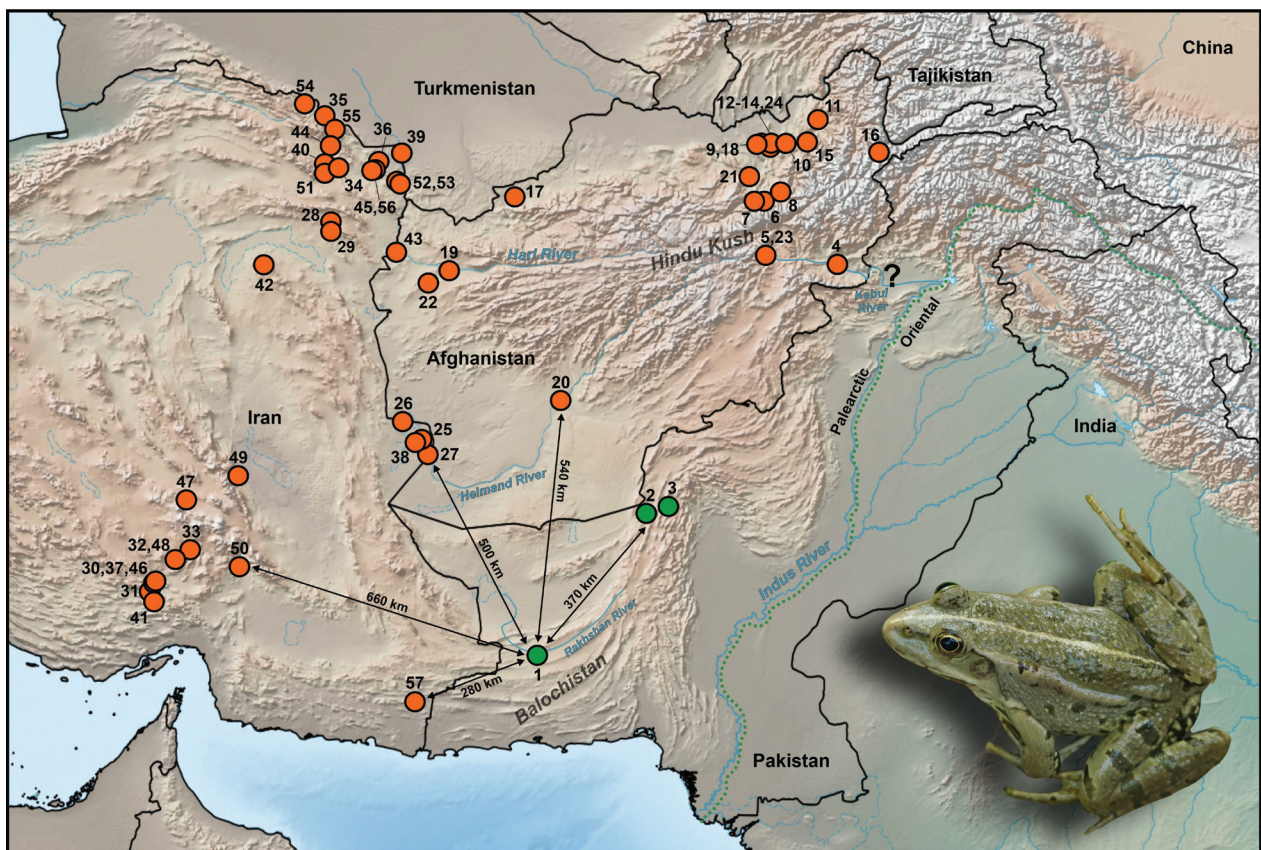 China
Turkmenistan
Tajikistan
54
35
55
44
40
51
34
36
39
45,56
52,53
12-14,24
11
9,18
10
15
16
21
7
6
8
17
28
29
43
42
19
22
Hari River
Hindu Kush
5,23
4
?
Kabul
River
Oriental
Palearctic
Afghanistan
Iran
India
20
26
25
38
27
Helmand River
540 km
49
47
2
3
33
32,48
50
30,37,46
31
41
500 km
370 km
660 km
Indus River
Rakhshan River
1
280 km
57
Balochistan
Pakistan